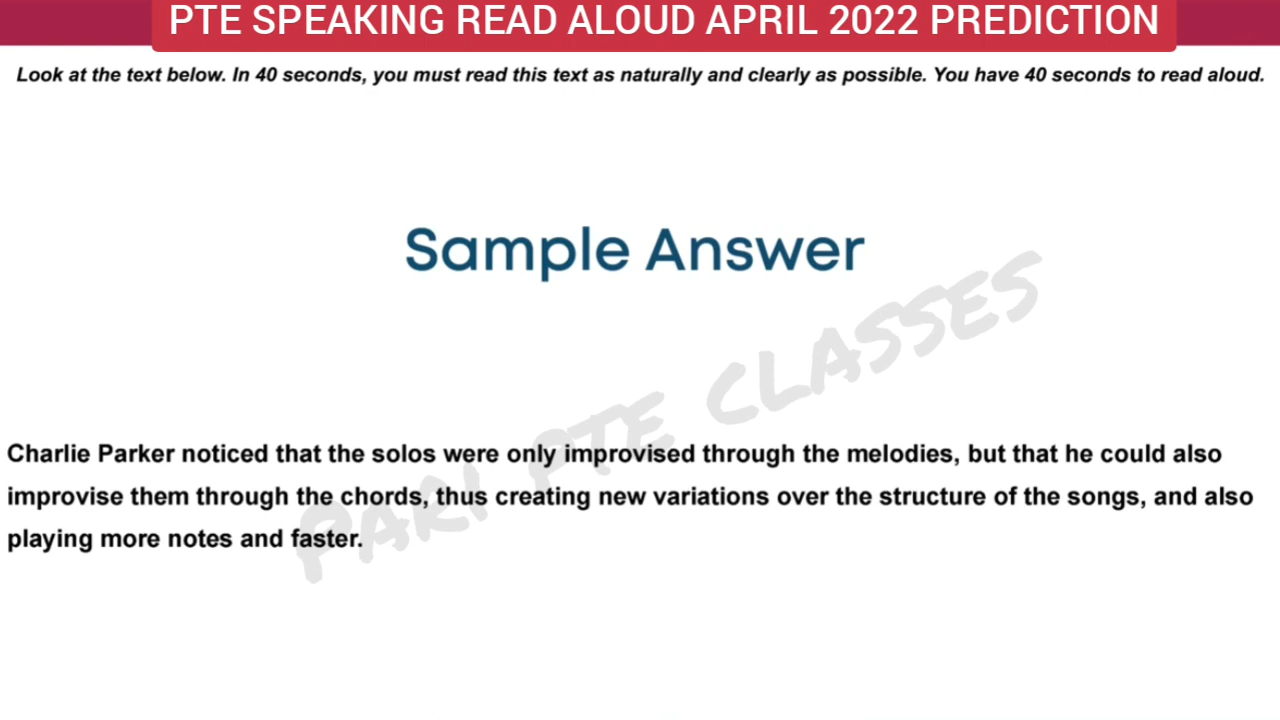 PTE SPEAKING READ ALOUD APRIL 2022 PREDICTION
Look at the text below. In 40 seconds, you must read this text as naturally and clearly as possible. You have 40 seconds to read aloud.
Sample Answer
PARI PTE CLASSES
Charlie Parker noticed that the solos were only improvised through the melodies, but that he could also
improvise them through the chords, thus creating new variations over the structure of the songs, and also
playing more notes and faster.